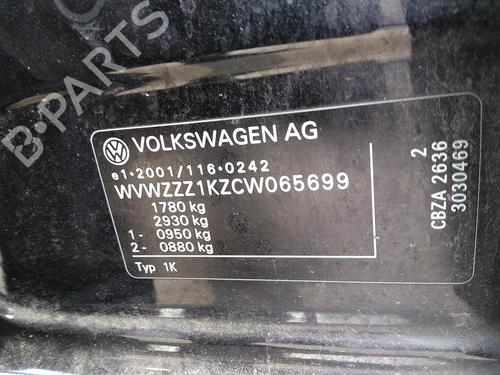 B-PARTS
VOLKSWAGEN AG
e1*2001/116*0242
WVWZZZ1KZCW065699
1780 kg
2930 kg
1- 0950 kg
2- 0880 kg
Typ 1K
CBZA 2636 2
3030469